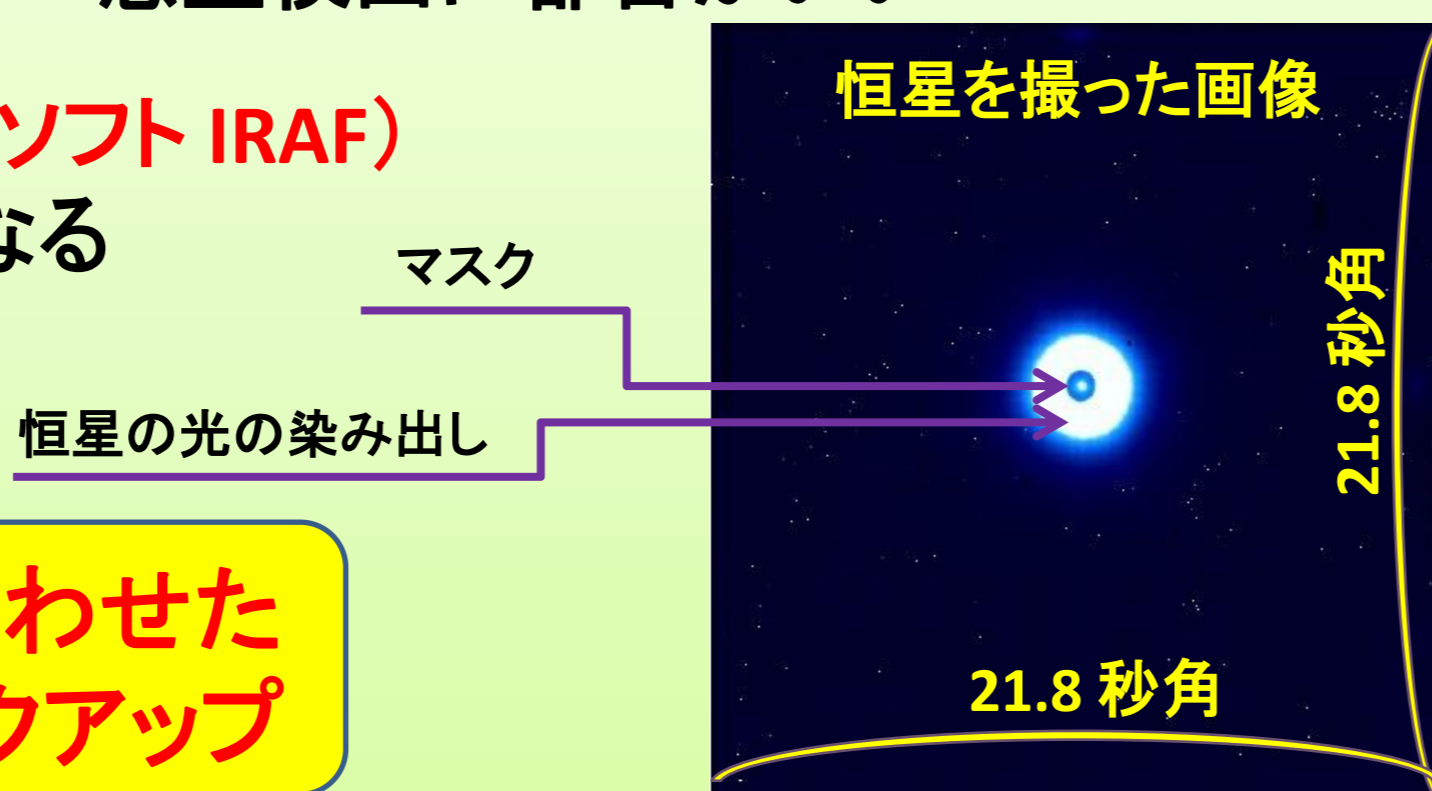 ソフト IRAF）
なる
マスク
恒星の光の染み出し
わせた
クアップ
恒星を撮った画像
21.8 秒角
21.8 秒角